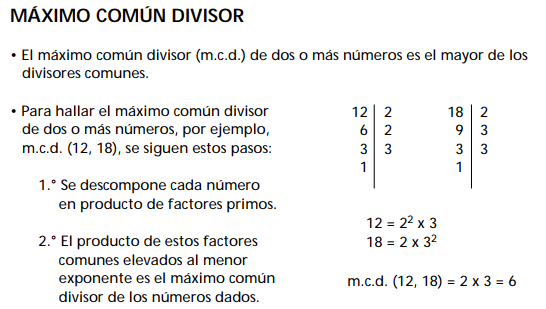 MÁXIMO COMÚN DIVISOR
• El máximo común divisor (m.c.d.) de dos o más números es el mayor de los
divisores comunes.
• Para hallar el máximo común divisor
de dos o más números, por ejemplo,
m.c.d. (12, 18), se siguen estos pasos:
1.° Se descompone cada número
en producto de factores primos.
2.° El producto de estos factores
comunes elevados al menor
exponente es el máximo común
divisor de los números dados.
12 | 2
6 | 2
3 | 3
1 |
18 | 2
9 | 3
3 | 3
1 |
12 = 2² x 3
18 = 2 x 3²
m.c.d. (12, 18) = 2 x 3 = 6